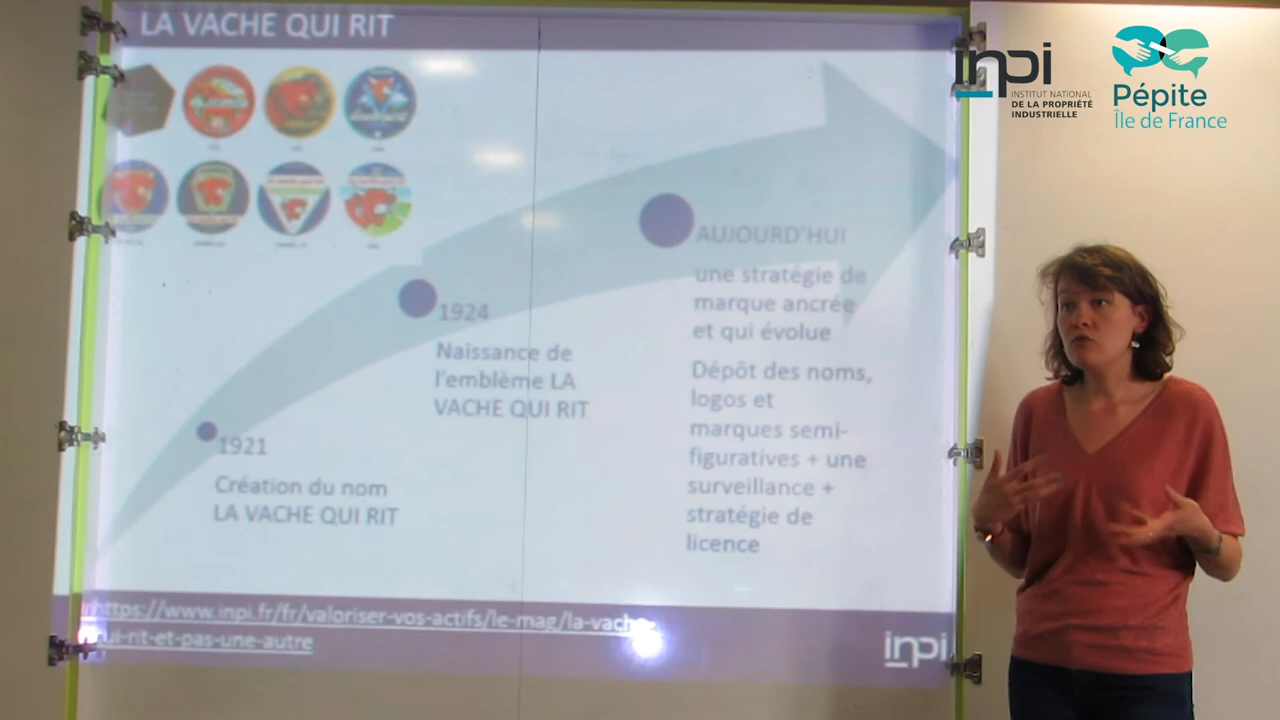 LA VACHE QUI RIT
inpi
INSTITUT NATIONAL
DE LA PROPRIÉTÉ
INDUSTRIELLE
Pépite
Île de France
AUJOURD'HUI
une stratégie de
marque ancrée
et qui évolue
Dépôt des noms,
logos et
marques semi-
figuratives + une
surveillance +
stratégie de
licence
1924
Naissance de
l'emblème LA
VACHE QUI RIT
1921
Création du nom
LA VACHE QUI RIT
https://www.inpi.fr/fr/valoriser-vos-actifs/le-mag/la-vache-
qui-rit-et-pas-une-autre
inpi